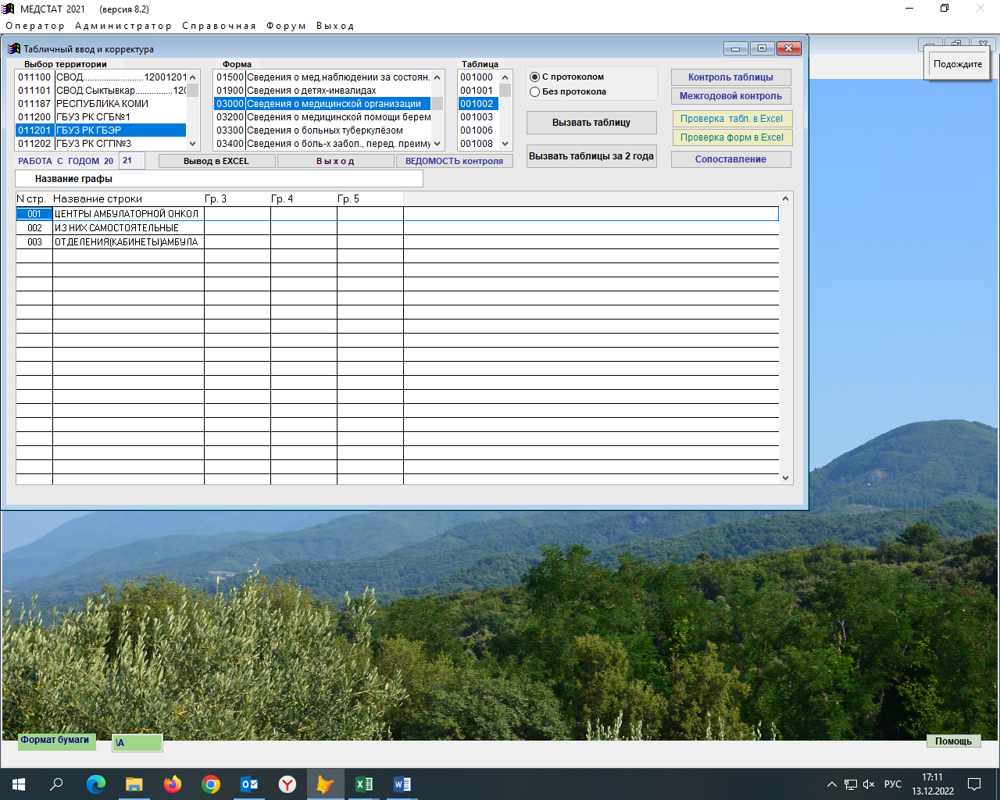 МЕДСТАТ 2021 (версия 8.2)
Оператор Администратор Справочная Форум Выход
Табличный ввод и корректура
Подождите
Выбор территории Форма Таблица
011100 СВОД..........................12001201
011101 СВОД.Сыктывкар................120
011187 РЕСПУБЛИКА КОМИ
011200 ГБУЗ РК СГБ№1
011201 ГБУЗ РК ГБЭР
011202 ГБУЗ РК СГП№3
01500 Сведения о мед.наблюдении за состоян.
01900 Сведения о детях-инвалидах
03000 Сведения о медицинской организации
03200 Сведения о медицинской помощи берем
03300 Сведения о больных туберкулёзом
03400 Сведения о боль-х забол., перед. преиму
001000
001001
001002
001003
001006
001008
С протоколом
Без протокола
Вызвать таблицу
Вызвать таблицы за 2 года
Контроль таблицы
Межгодовой контроль
Проверка табл. в Excel
Проверка форм в Excel
Сопоставление
РАБОТА С ГОДОМ 20 21
Вывод в EXCEL
Выход
ВЕДОМОСТЬ контроля
Название графы
N стр. Название строки Гр. 3 Гр. 4 Гр. 5
001 ЦЕНТРЫ АМБУЛАТОРНОЙ ОНКОЛ
002 ИЗ НИХ САМОСТОЯТЕЛЬНЫЕ
003 ОТДЕЛЕНИЯ(КАБИНЕТЫ)АМБУЛА
Формат бумаги \A
Помощь
РУС
17:11
13.12.2022